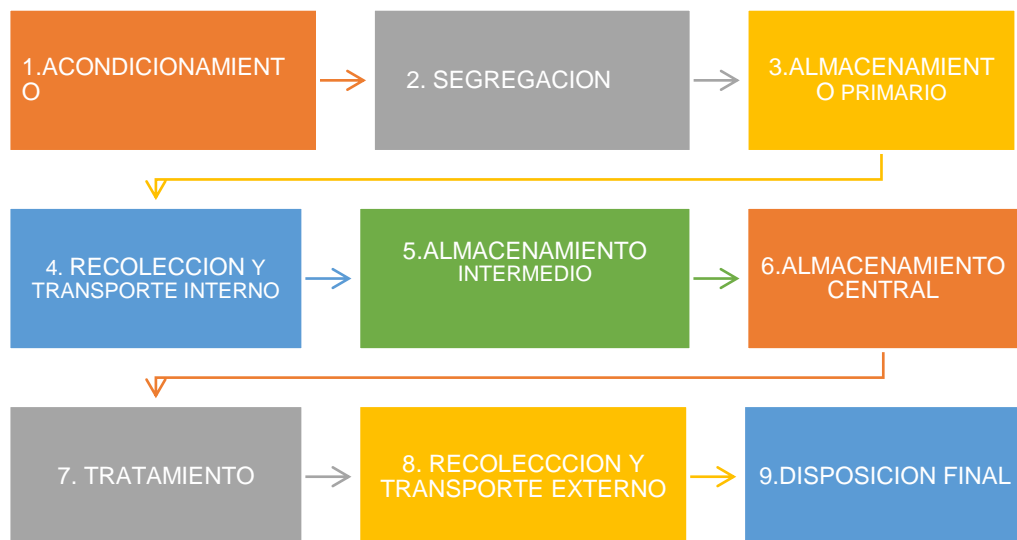 1.ACONDICIONAMIENT
O
2. SEGREGACION
3.ALMACENAMIENT
O PRIMARIO
4. RECOLECCION Y
TRANSPORTE INTERNO
5.ALMACENAMIENTO
INTERMEDIO
6.ALMACENAMIENTO
CENTRAL
7. TRATAMIENTO
8. RECOLECCCION Y
TRANSPORTE EXTERNO
9.DISPOSICION FINAL